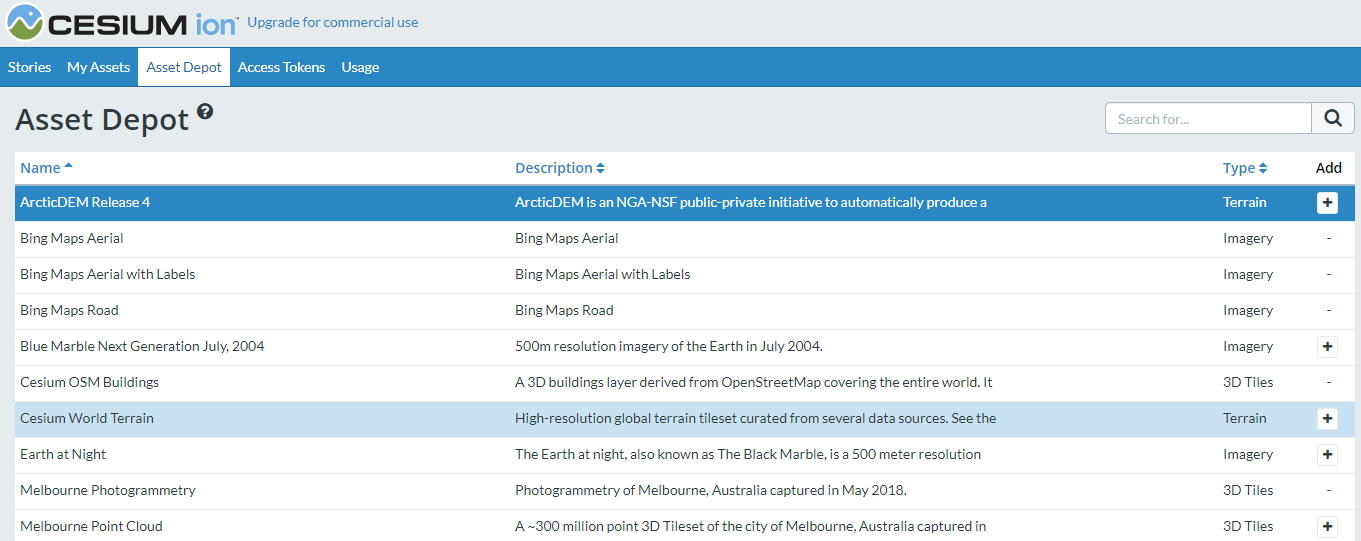 CESIUM ion™ Upgrade for commercial use
Stories My Assets Asset Depot Access Tokens Usage
Asset Depot ? Search for...
Name Description Type Add
ArcticDEM Release 4 ArcticDEM is an NGA-NSF public-private initiative to automatically produce a Terrain +
Bing Maps Aerial Bing Maps Aerial Imagery -
Bing Maps Aerial with Labels Bing Maps Aerial with Labels Imagery -
Bing Maps Road Bing Maps Road Imagery -
Blue Marble Next Generation July, 2004 500m resolution imagery of the Earth in July 2004. Imagery +
Cesium OSM Buildings A 3D buildings layer derived from OpenStreetMap covering the entire world. It 3D Tiles -
Cesium World Terrain High-resolution global terrain tileset curated from several data sources. See the Terrain +
Earth at Night The Earth at night, also known as The Black Marble, is a 500 meter resolution Imagery +
Melbourne Photogrammetry Photogrammetry of Melbourne, Australia captured in May 2018. 3D Tiles -
Melbourne Point Cloud A ~300 million point 3D Tileset of the city of Melbourne, Australia captured in 3D Tiles +